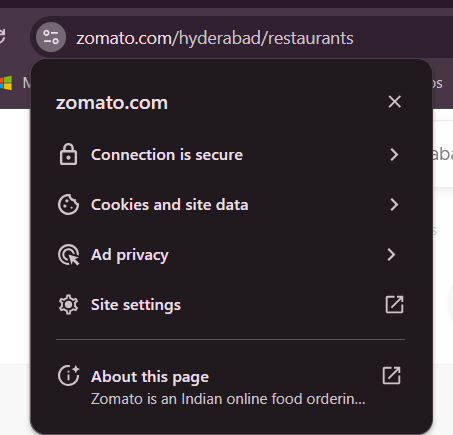 zomato.com/hyderabad/restaurants
zomato.com
Connection is secure
Cookies and site data
Ad privacy
Site settings
About this page
Zomato is an Indian online food orderin...